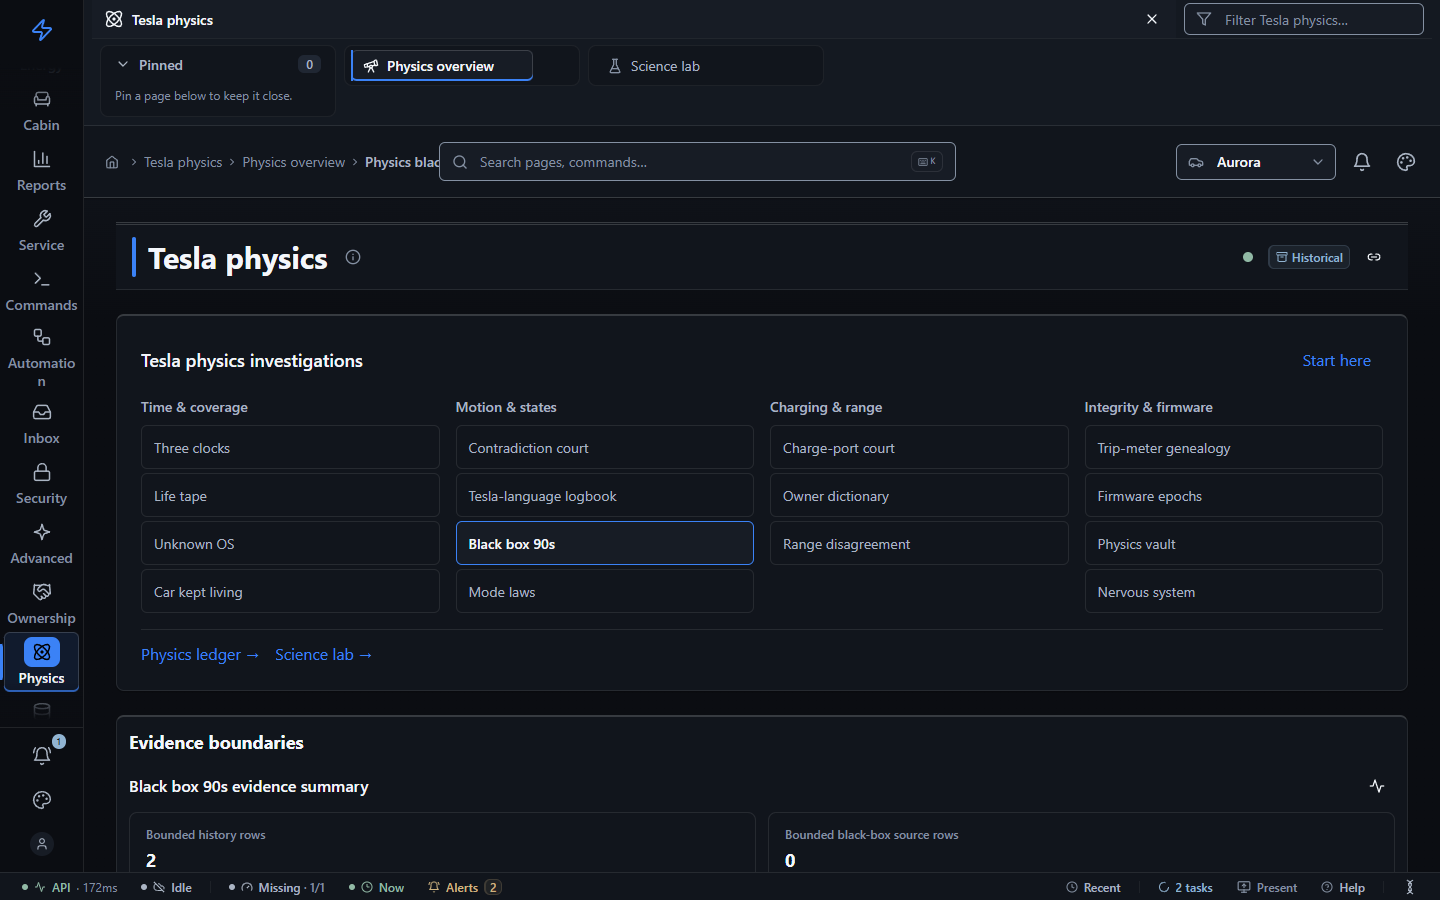 Tesla physics
Filter Tesla physics...
Pinned
0
Pin a page below to keep it close.
Physics overview
Science lab
Tesla physics
Physics overview
Physics blac
Search pages, commands...
K
Aurora
Cabin
Reports
Service
Commands
Automatio
n
Inbox
Security
Advanced
Ownership
Physics
1
Tesla physics
Historical
Tesla physics investigations
Start here
Time & coverage
Three clocks
Life tape
Unknown OS
Car kept living
Motion & states
Contradiction court
Tesla-language logbook
Black box 90s
Mode laws
Charging & range
Charge-port court
Owner dictionary
Range disagreement
Integrity & firmware
Trip-meter genealogy
Firmware epochs
Physics vault
Nervous system
Physics ledger →
Science lab →
Evidence boundaries
Black box 90s evidence summary
Bounded history rows
2
Bounded black-box source rows
0
API · 172ms
Idle
Missing · 1/1
Now
Alerts 2
Recent
2 tasks
Present
Help